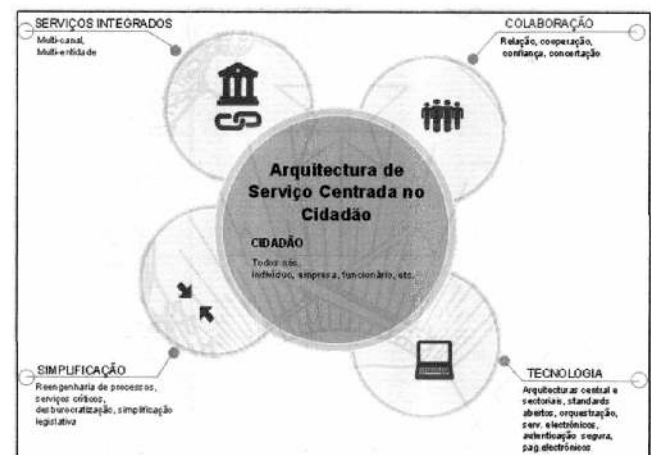 SERVIÇOS INTEGRADOS
Multi-canal,
Multi-entidade
COLABORAÇÃO
Relação, cooperação,
confiança, concertação
Arquitectura de
Serviço Centrada no
Cidadão
CIDADÃO
Todos nós,
indivíduo, empresa, funcionário, etc.
SIMPLIFICAÇÃO
Reengenharia de processos,
serviços críticos,
desburocratização, simplificação
legislativa
TECNOLOGIA
Arquitecturas central e
sectoriais, standards
abertos, orquestração,
serv. electrónicos,
autenticação segura,
pag.electrónicos